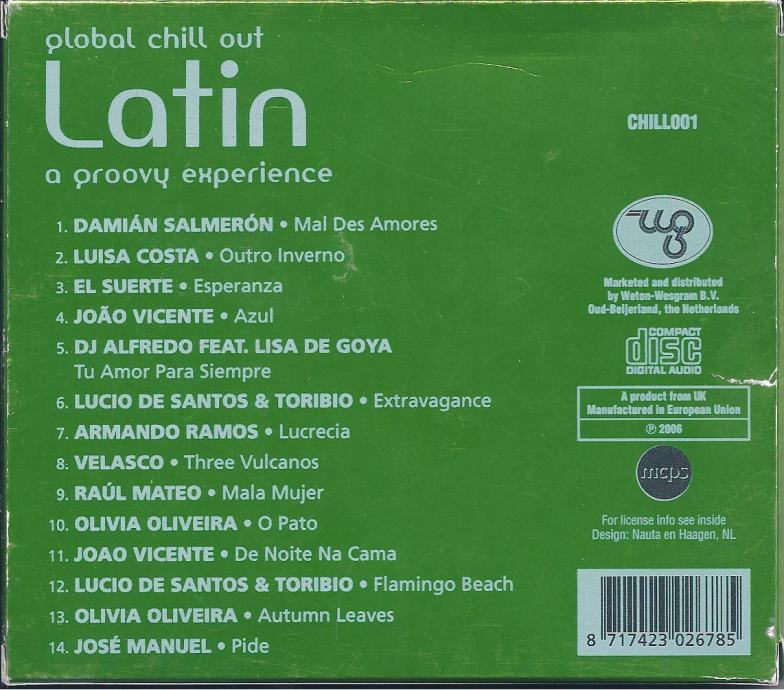 global chill out
Latin
a groovy experience
1. DAMIÁN SALMERÓN • Mal Des Amores
2. LUISA COSTA • Outro Inverno
3. EL SUERTE • Esperanza
4. JOÃO VICENTE • Azul
5. DJ ALFREDO FEAT. LISA DE GOYA
Tu Amor Para Siempre
6. LUCIO DE SANTOS & TORIBIO • Extravagance
7. ARMANDO RAMOS • Lucrecia
8. VELASCO • Three Vulcanos
9. RAÚL MATEO • Mala Mujer
10. OLIVIA OLIVEIRA • O Pato
11. JOAO VICENTE • De Noite Na Cama
12. LUCIO DE SANTOS & TORIBIO • Flamingo Beach
13. OLIVIA OLIVEIRA • Autumn Leaves
14. JOSÉ MANUEL • Pide
CHILL001
Marketed and distributed
by Weton-Wesgram B.V.
Oud-Beijerland, the Netherlands
COMPACT
disc
DIGITAL AUDIO
A product from UK
Manufactured in European Union
℗ 2006
mcps
For license info see inside
Design: Nauta en Haagen, NL
8 717423 026785